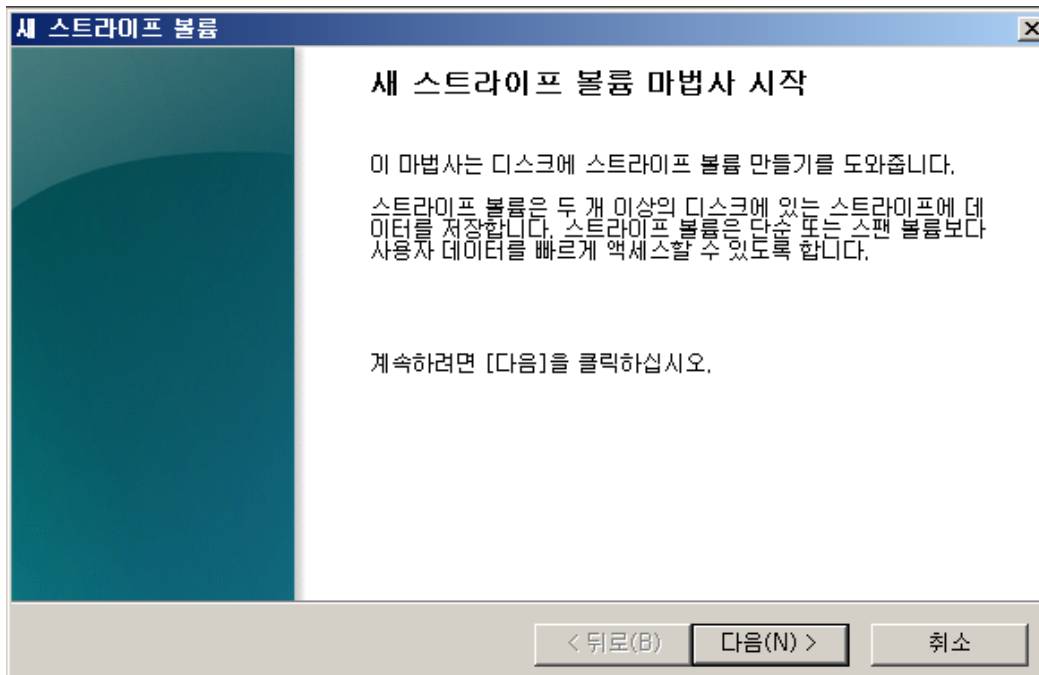 새 스트라이프 볼륨
새 스트라이프 볼륨 마법사 시작
이 마법사는 디스크에 스트라이프 볼륨 만들기를 도와줍니다.
스트라이프 볼륨은 두 개 이상의 디스크에 있는 스트라이프에 데
이터를 저장합니다. 스트라이프 볼륨은 단순 또는 스팬 볼륨보다
사용자 데이터를 빠르게 액세스할 수 있도록 합니다.
계속하려면 [다음]을 클릭하십시오.
< 뒤로(B) 다음(N) > 취소